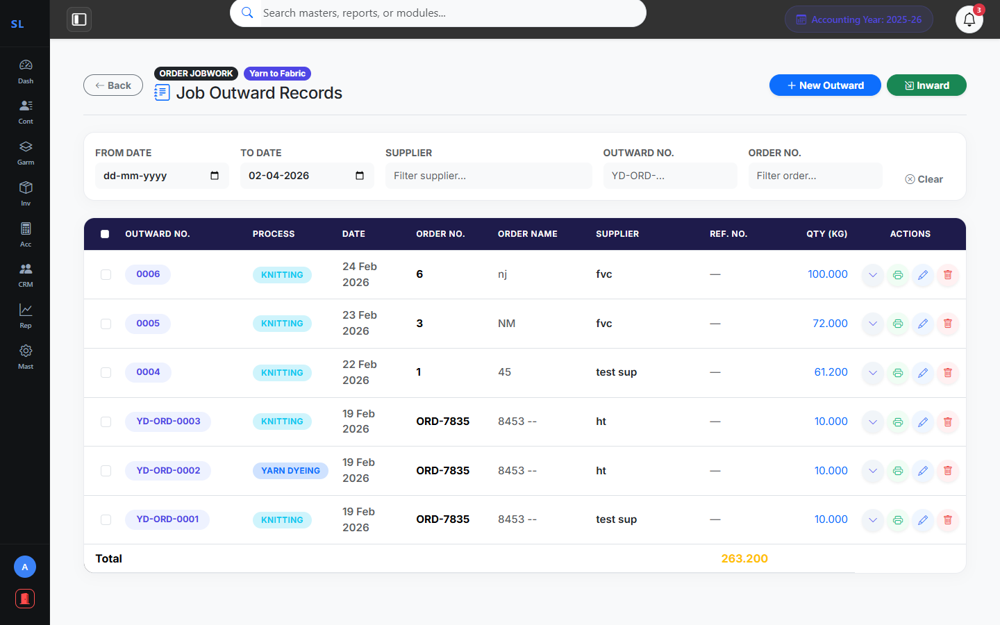 SL
Search masters, reports, or modules...
Accounting Year: 2025-26
3
Dash
Cont
Garm
Inv
Acc
CRM
Rep
Mast
A
Back
ORDER JOBWORK
Yarn to Fabric
Job Outward Records
New Outward
Inward
FROM DATE
TO DATE
SUPPLIER
OUTWARD NO.
ORDER NO.
dd-mm-yyyy
02-04-2026
Filter supplier...
YD-ORD-...
Filter order...
Clear
OUTWARD NO. PROCESS DATE ORDER NO. ORDER NAME SUPPLIER REF. NO. QTY (KG) ACTIONS
0006 KNITTING 24 Feb 2026 6 nj fvc — 100.000
0005 KNITTING 23 Feb 2026 3 NM fvc — 72.000
0004 KNITTING 22 Feb 2026 1 45 test sup — 61.200
YD-ORD-0003 KNITTING 19 Feb 2026 ORD-7835 8453 -- ht — 10.000
YD-ORD-0002 YARN DYEING 19 Feb 2026 ORD-7835 8453 -- ht — 10.000
YD-ORD-0001 KNITTING 19 Feb 2026 ORD-7835 8453 -- test sup — 10.000
Total 263.200